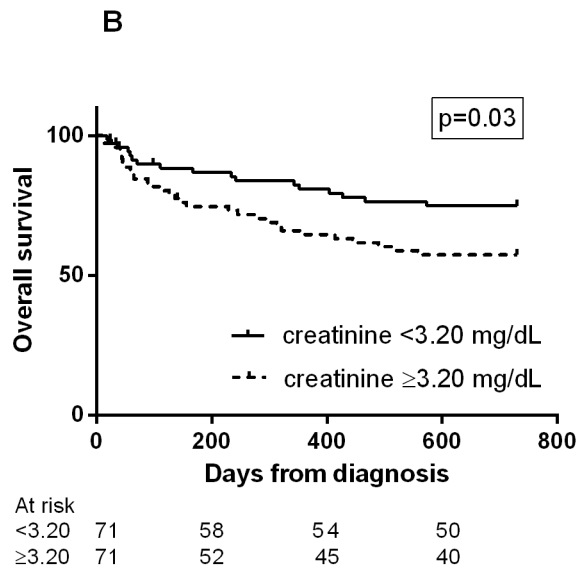 B
p=0.03
100
50
0
Overall survival
creatinine <3.20 mg/dL
creatinine ≥3.20 mg/dL
0 200 400 600 800
Days from diagnosis
At risk
<3.20 71 58 54 50
≥3.20 71 52 45 40